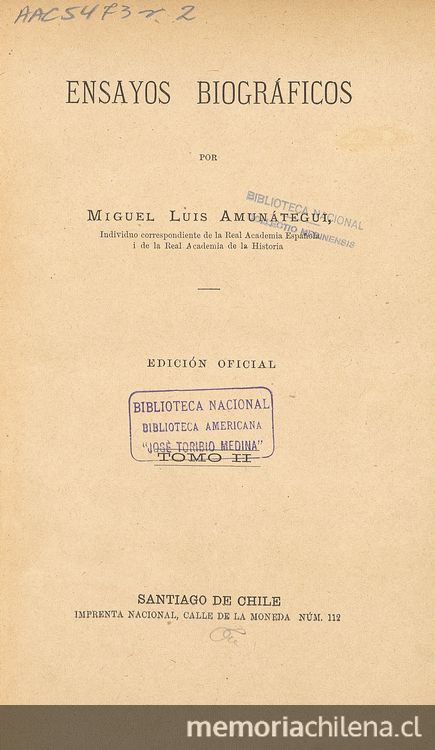 AAC5473 v. 2
ENSAYOS BIOGRÁFICOS
POR
MIGUEL LUIS AMUNÁTEGUI,
Individuo correspondiente de la Real Academia Española
i de la Real Academia de la Historia
BIBLIOTECA NACIONAL
COLLECTIO MEDINENSIS
EDICIÓN OFICIAL
BIBLIOTECA NACIONAL
BIBLIOTECA AMERICANA
"JOSÉ TORIBIO MEDINA"
TOMO II
SANTIAGO DE CHILE
IMPRENTA NACIONAL, CALLE DE LA MONEDA NÚM. 112
memoriachilena.cl